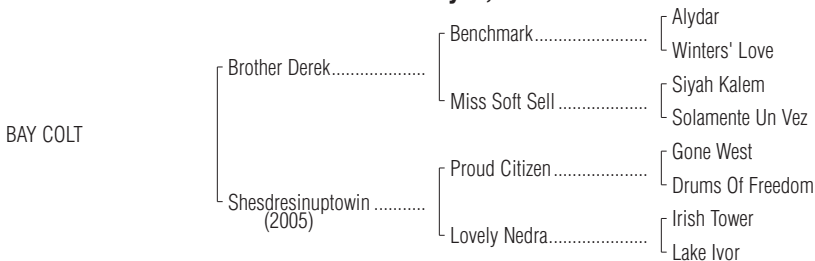 Alydar
Benchmark....................
Winters' Love
Brother Derek....................
Siyah Kalem
Miss Soft Sell ....................
Solamente Un Vez
BAY COLT
Gone West
Proud Citizen....................
Drums Of Freedom
Shesdresinuptowin ...........
(2005)
Irish Tower
Lovely Nedra....................
Lake Ivor